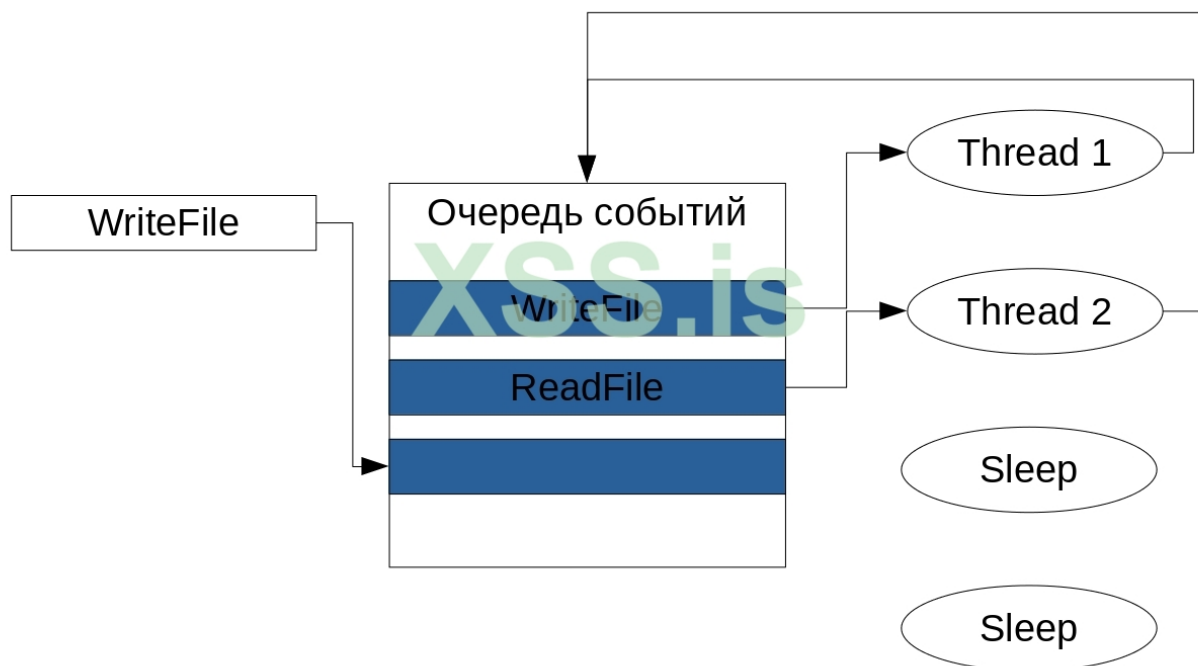 Thread 1
WriteFile
Очередь событий
XSS.is
WriteFile
Thread 2
ReadFile
Sleep
Sleep